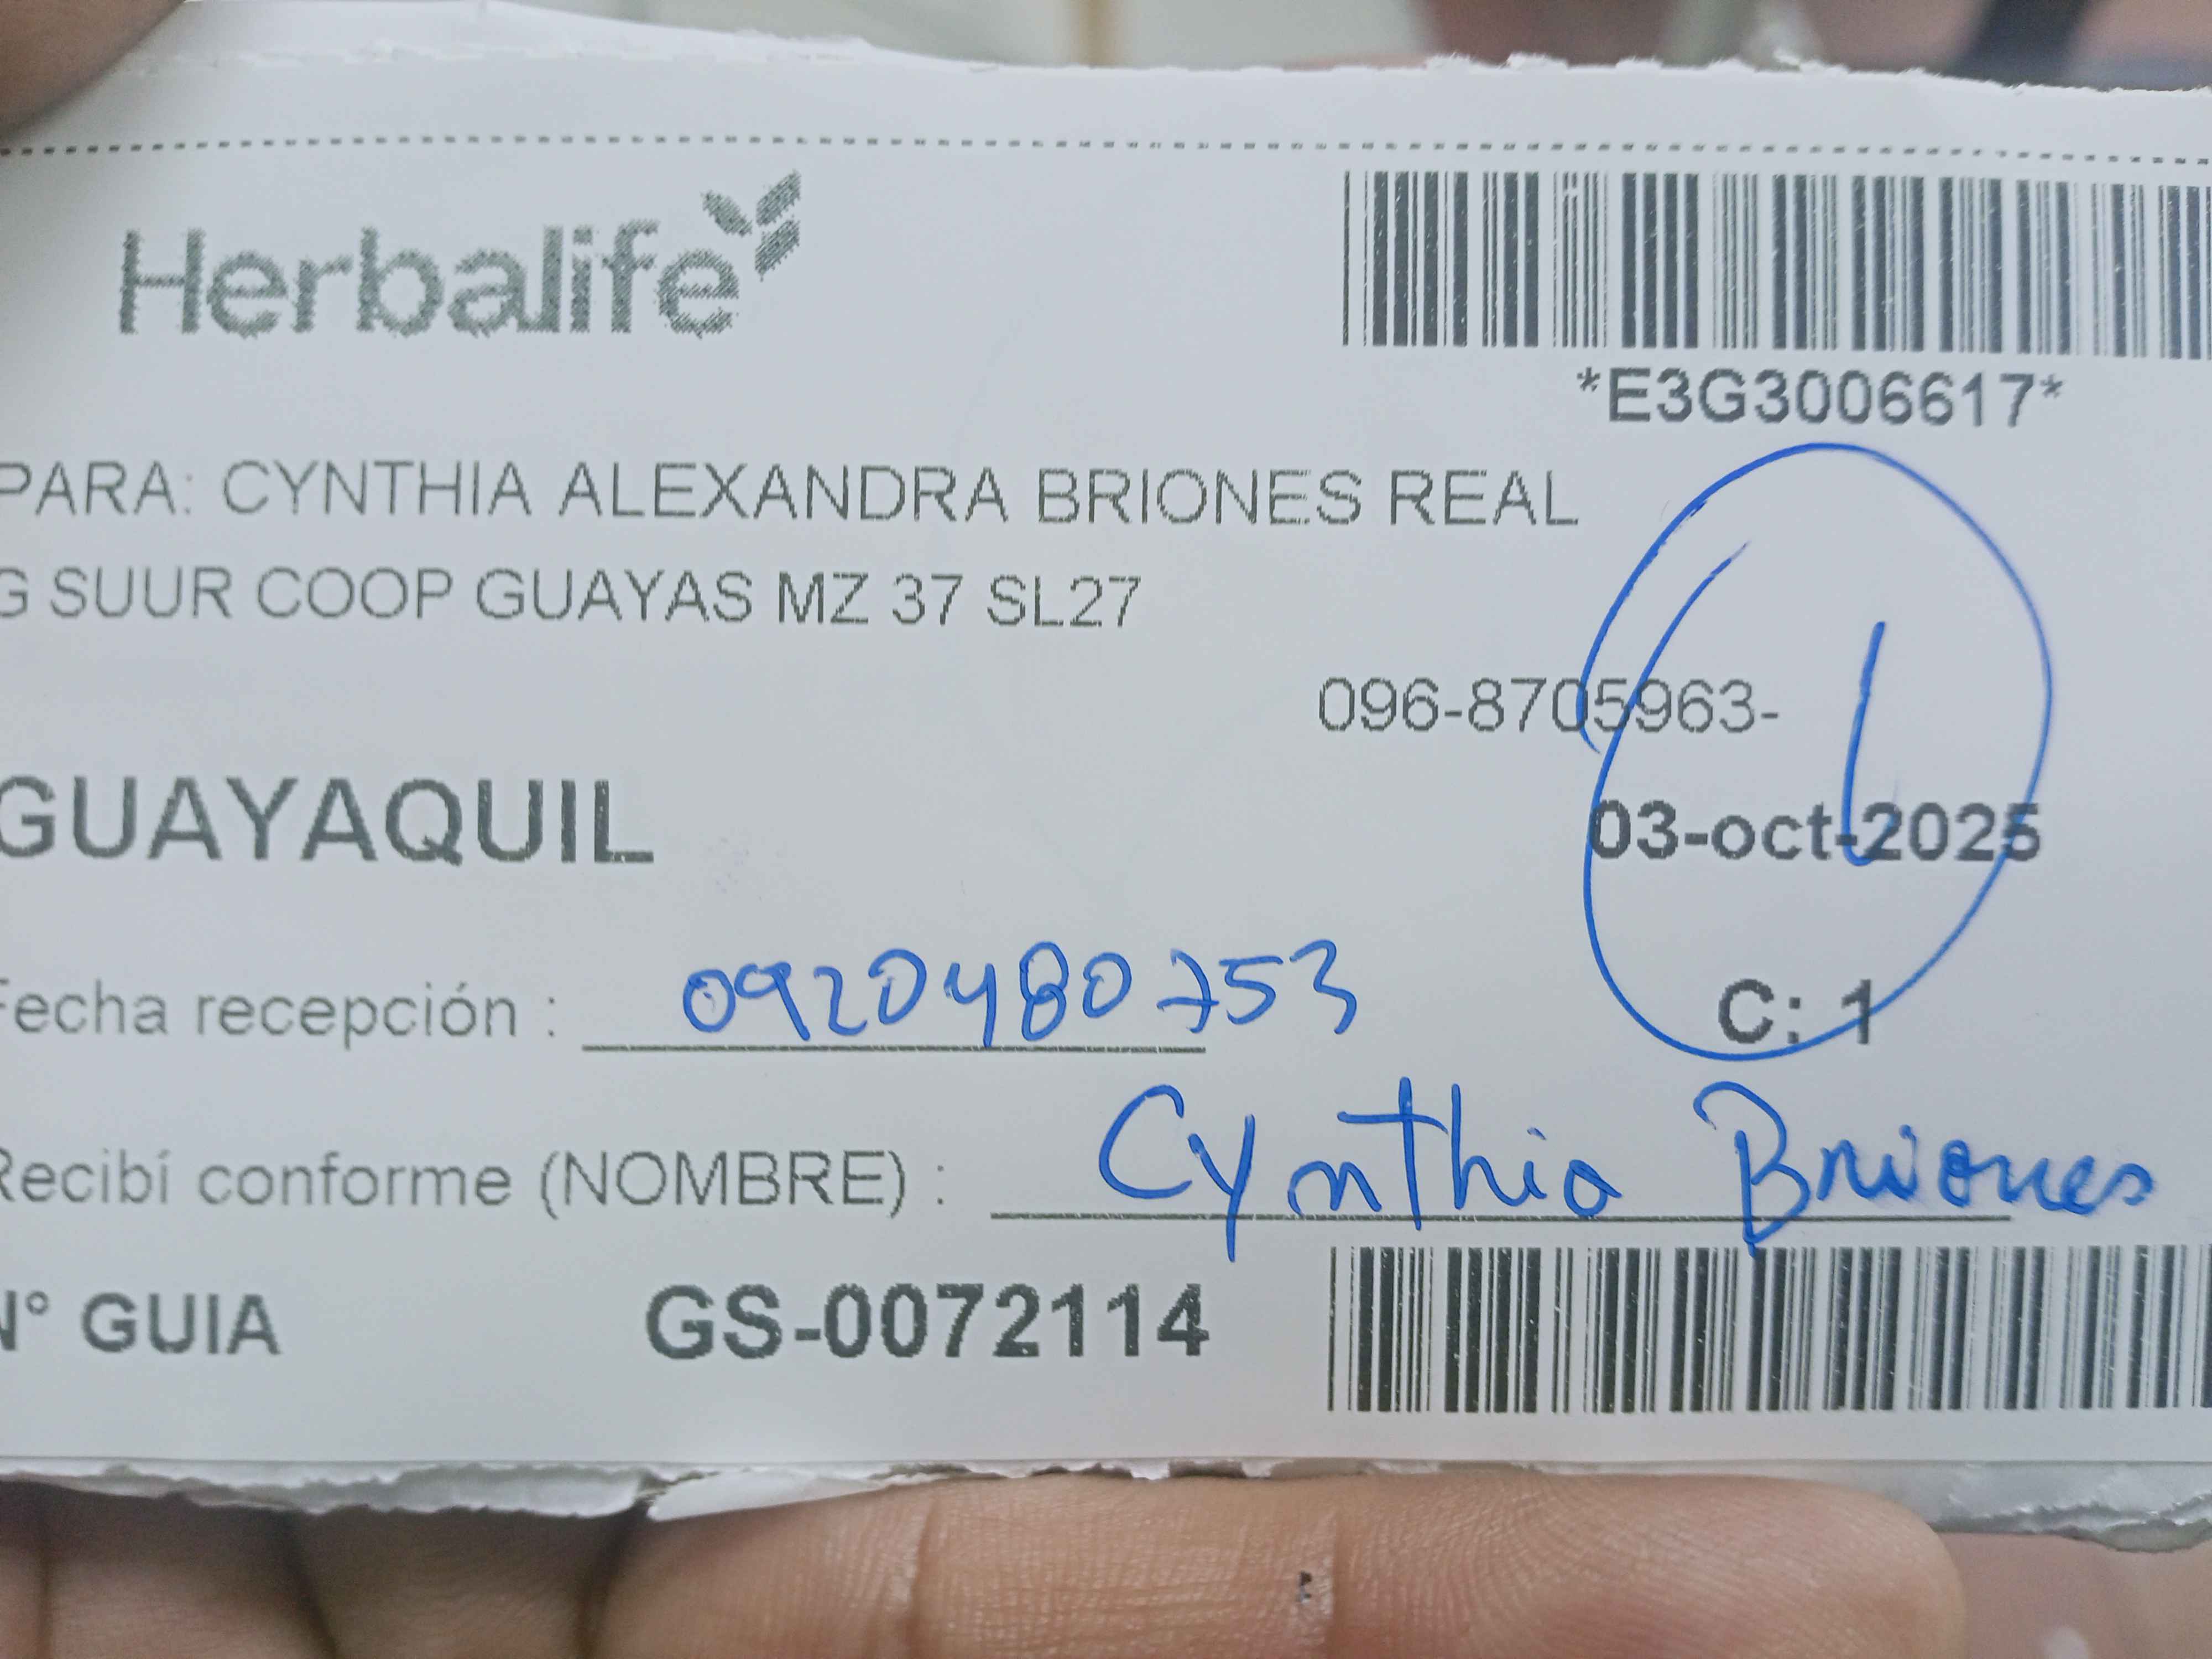 Herbalife
*E3G3006617*
PARA: CYNTHIA ALEXANDRA BRIONES REAL
G SUUR COOP GUAYAS MZ 37 SL27
096-8705963-
GUAYAQUIL
03-oct-2025
Fecha recepción : 0920480753
C: 1
Recibí conforme (NOMBRE) : Cynthia Briones
N° GUIA GS-0072114